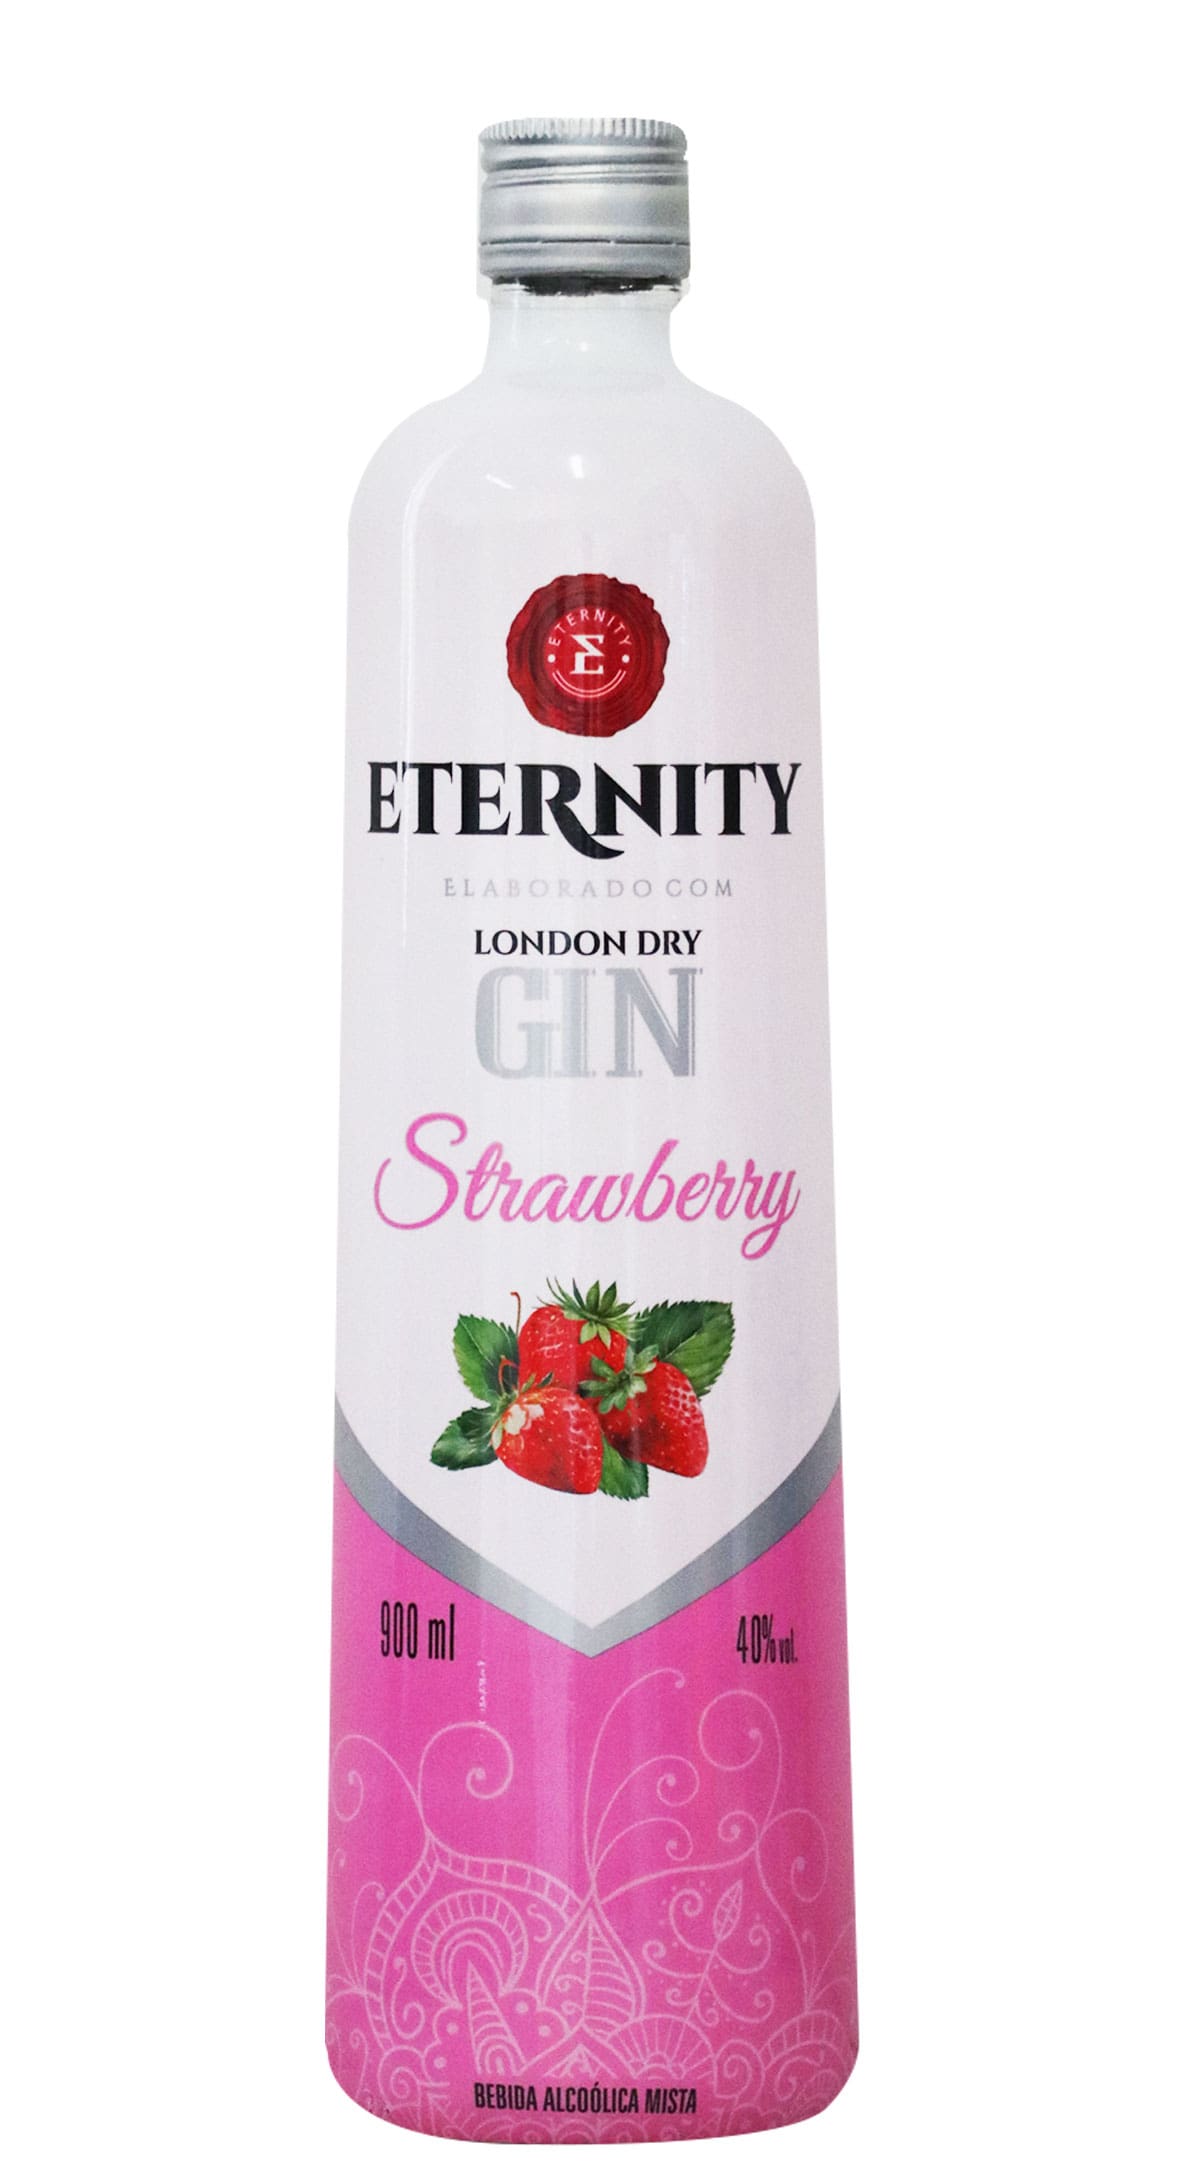 ETERNITY
E
ETERNITY
ELABORADO COM
LONDON DRY
GIN
Strawberry
900 ml
40% vol.
BEBIDA ALCOÓLICA MISTA